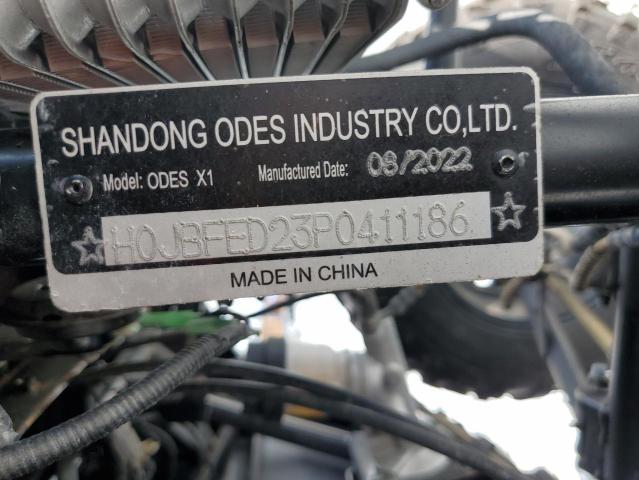 SHANDONG ODES INDUSTRY CO,LTD.
Model: ODES X1 Manufactured Date: 08/2022
☆H0JBFED23P0411186☆
MADE IN CHINA